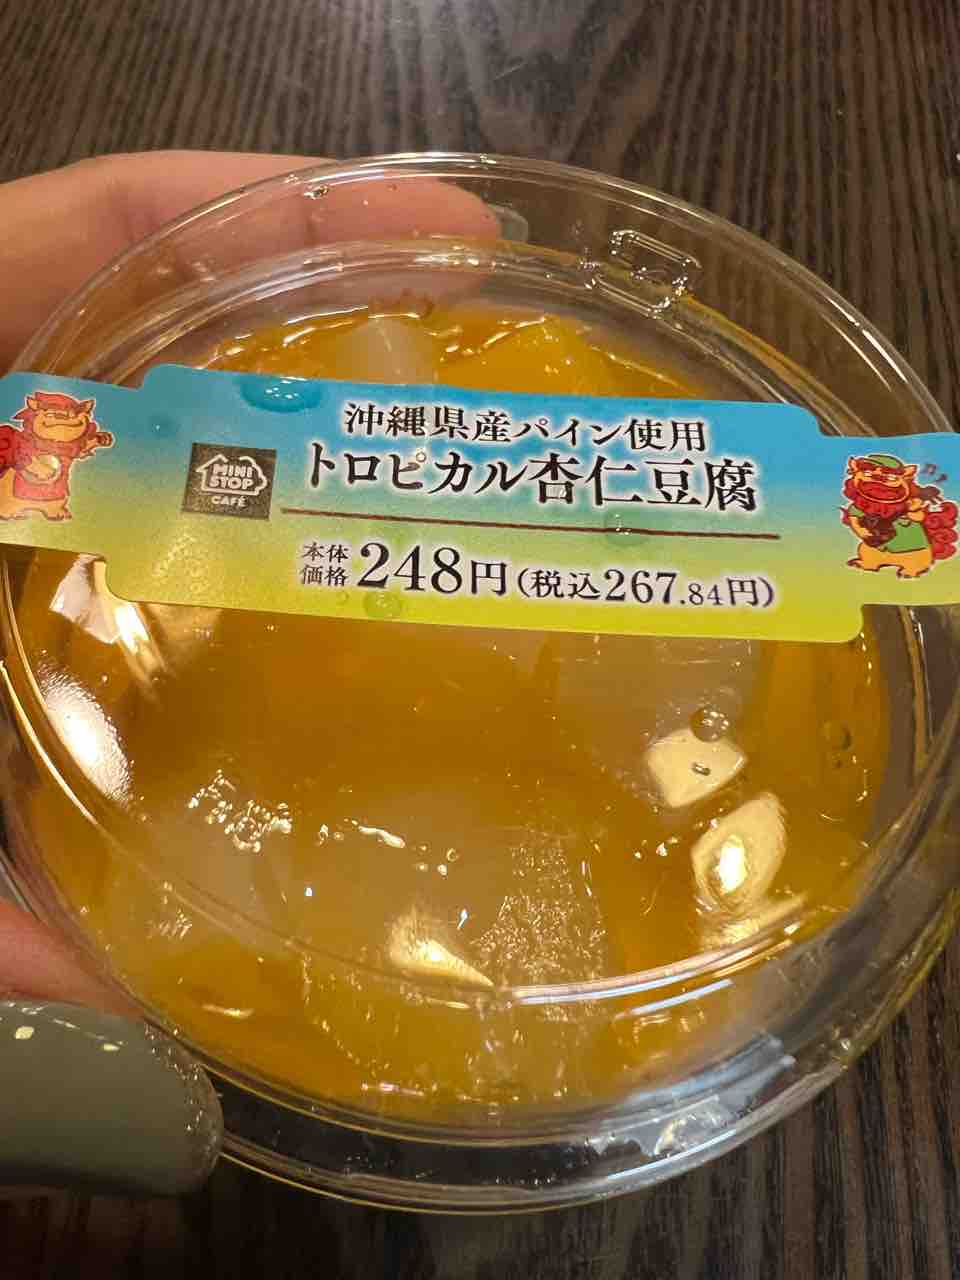 沖縄県産パイン使用
トロピカル杏仁豆腐
MINI
STOP
CAFÉ
本体
価格 248円(税込267.84円)